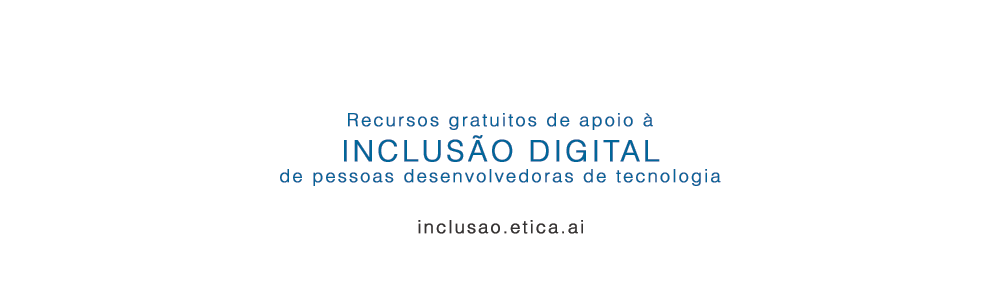 Recursos gratuitos de apoio à
INCLUSÃO DIGITAL
de pessoas desenvolvedoras de tecnologia
inclusao.etica.ai